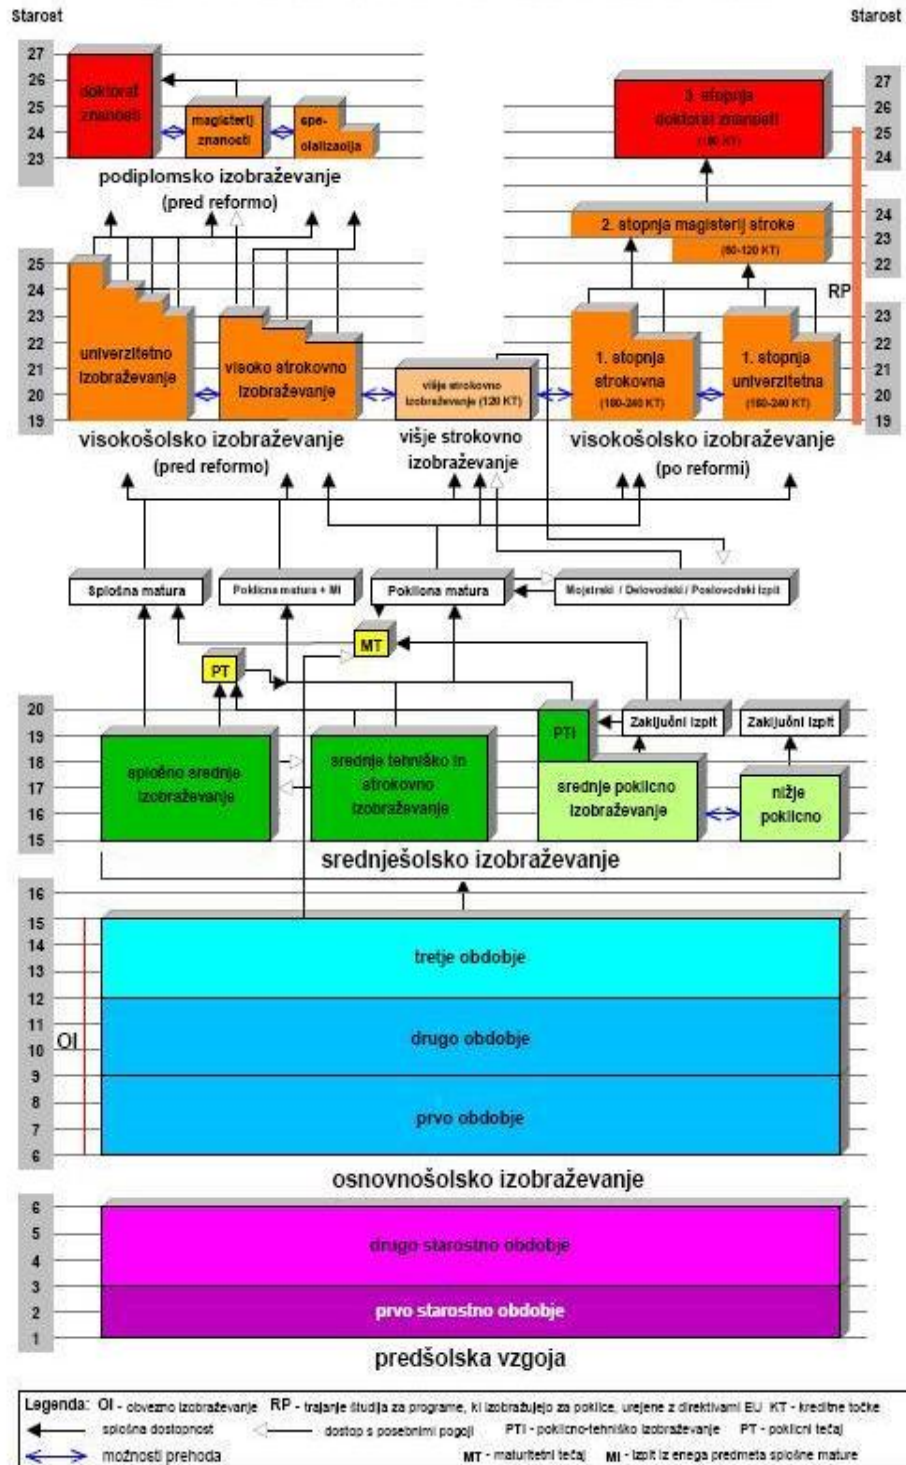 Starost
Starost
27
26
25
24
23
doktorat
znanosti
magisterij
znanosti
spe-
cializacija
podiplomsko izobraževanje
(pred reformo)
27
26
25
24
3. stopnja
doktorat znanosti
(180 KT)
24
23
22
2. stopnja magisterij stroke
(60-120 KT)
RP
25
24
23
22
21
20
19
univerzitetno
izobraževanje
visoko strokovno
izobraževanje
višje strokovno
izobraževanje (120 KT)
1. stopnja
strokovna
(180-240 KT)
1. stopnja
univerzitetna
(180-240 KT)
23
22
21
20
19
visokošolsko izobraževanje
(pred reformo)
višje strokovno
izobraževanje
visokošolsko izobraževanje
(po reformi)
Splošna matura
Poklicna matura + MI
Poklicna matura
Mojstrski / Delovodski / Poslovodski izpit
MT
PT
20
19
18
17
16
15
splošno srednje
izobraževanje
srednje tehniško in
strokovno
izobraževanje
PTI
Zaključni izpit
Zaključni izpit
srednje poklicno
izobraževanje
nižje
poklicno
srednješolsko izobraževanje
16
15
14
13
12
11
10
9
8
7
6
OI
tretje obdobje
drugo obdobje
prvo obdobje
osnovnošolsko izobraževanje
6
5
4
3
2
1
drugo starostno obdobje
prvo starostno obdobje
predšolska vzgoja
Legenda: OI - obvezno izobraževanje RP - trajanje študija za programe, ki izobražujejo za poklice, urejene z direktivami EU KT - kreditne točke
splošna dostopnost dostop s posebnimi pogoji PTI - poklicno-tehniško izobraževanje PT - poklicni tečaj
možnosti prehoda MT - maturitetni tečaj MI - izpit iz enega predmeta splošne mature